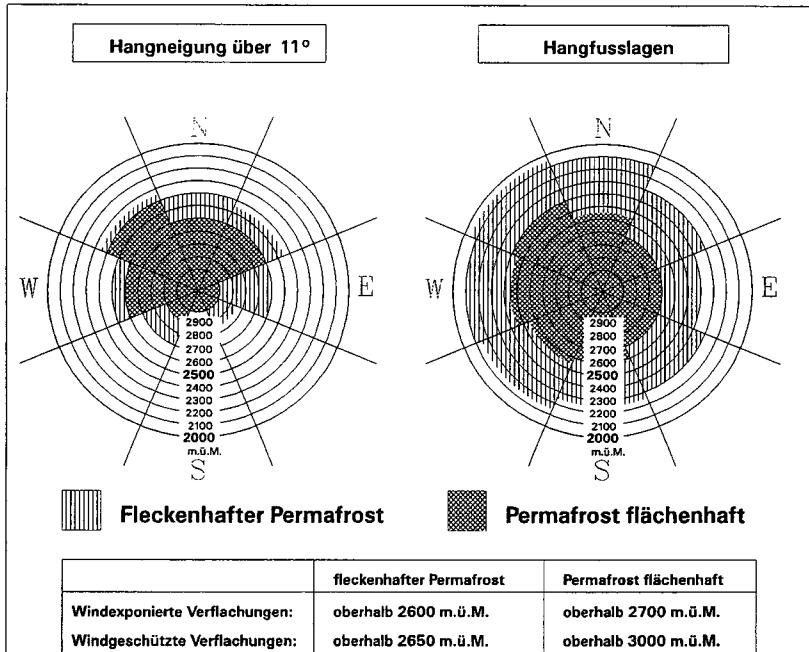 Hangneigung über 11º
Hangfusslagen
N
N
W
E
W
E
2900
2800
2700
2600
2500
2400
2300
2200
2100
2000
m.ü.M.
2900
2800
2700
2600
2500
2400
2300
2200
2100
2000
m.ü.M.
S
S
Fleckenhafter Permafrost
Permafrost flächenhaft
fleckenhafter Permafrost
Permafrost flächenhaft
Windexponierte Verflachungen:
oberhalb 2600 m.ü.M.
oberhalb 2700 m.ü.M.
Windgeschützte Verflachungen:
oberhalb 2650 m.ü.M.
oberhalb 3000 m.ü.M.